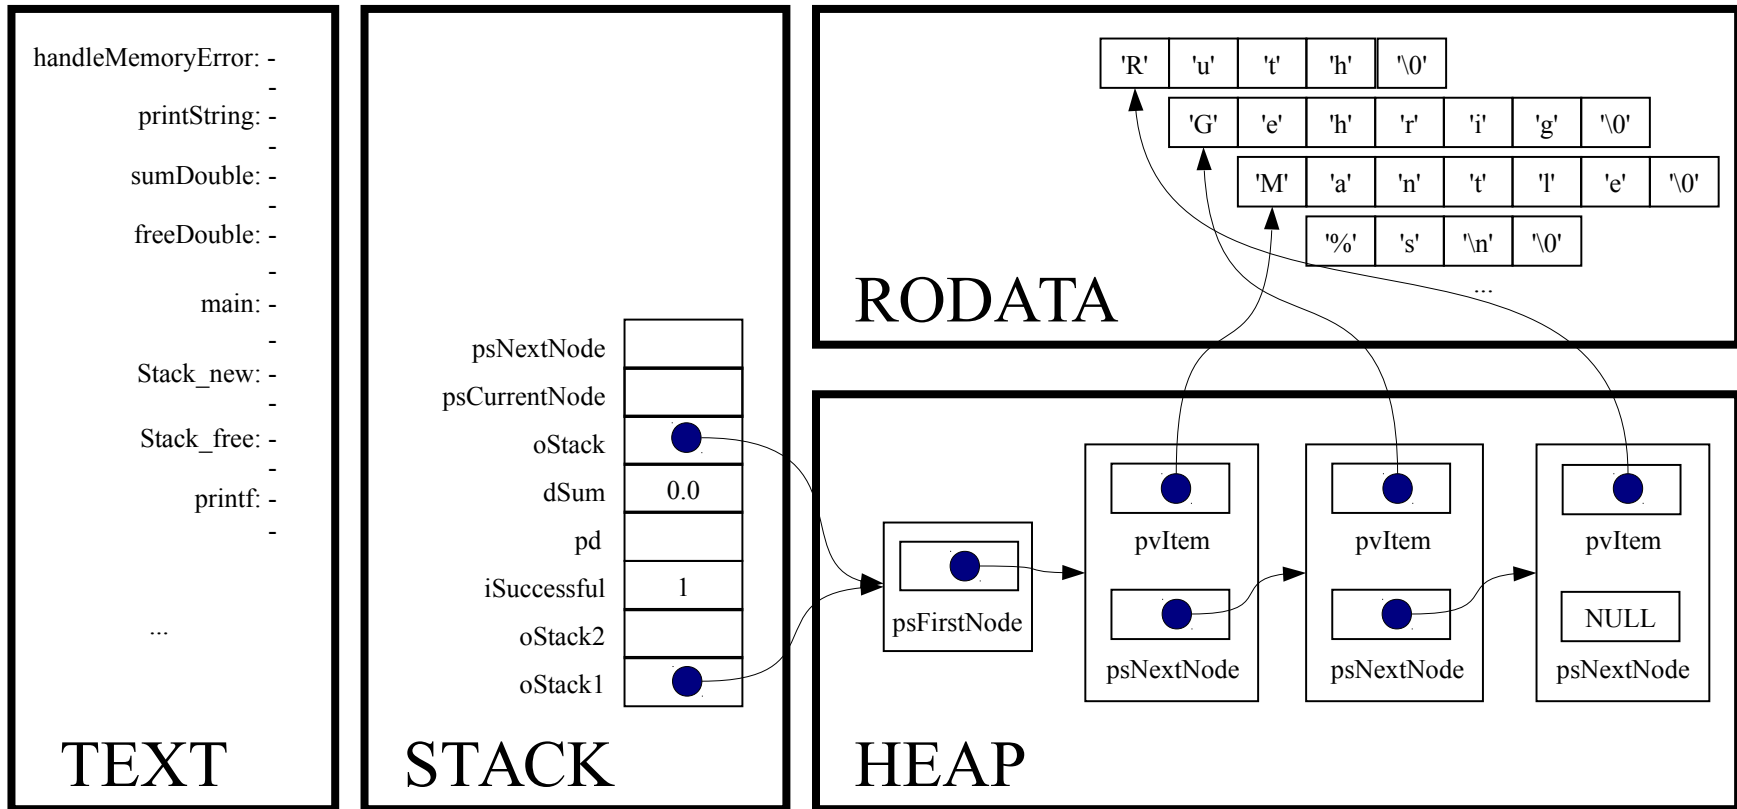 handleMemoryError: -
-
printString: -
-
sumDouble: -
-
freeDouble: -
-
main: -
-
Stack_new: -
-
Stack_free: -
-
printf: -
-
...
TEXT
psNextNode
psCurrentNode
oStack
dSum 0.0
pd
iSuccessful 1
oStack2
oStack1
STACK
'R' 'u' 't' 'h' '\0'
'G' 'e' 'h' 'r' 'i' 'g' '\0'
'M' 'a' 'n' 't' 'l' 'e' '\0'
'%' 's' '\n' '\0'
...
RODATA
pvItem pvItem pvItem
NULL
psFirstNode
psNextNode psNextNode psNextNode
HEAP